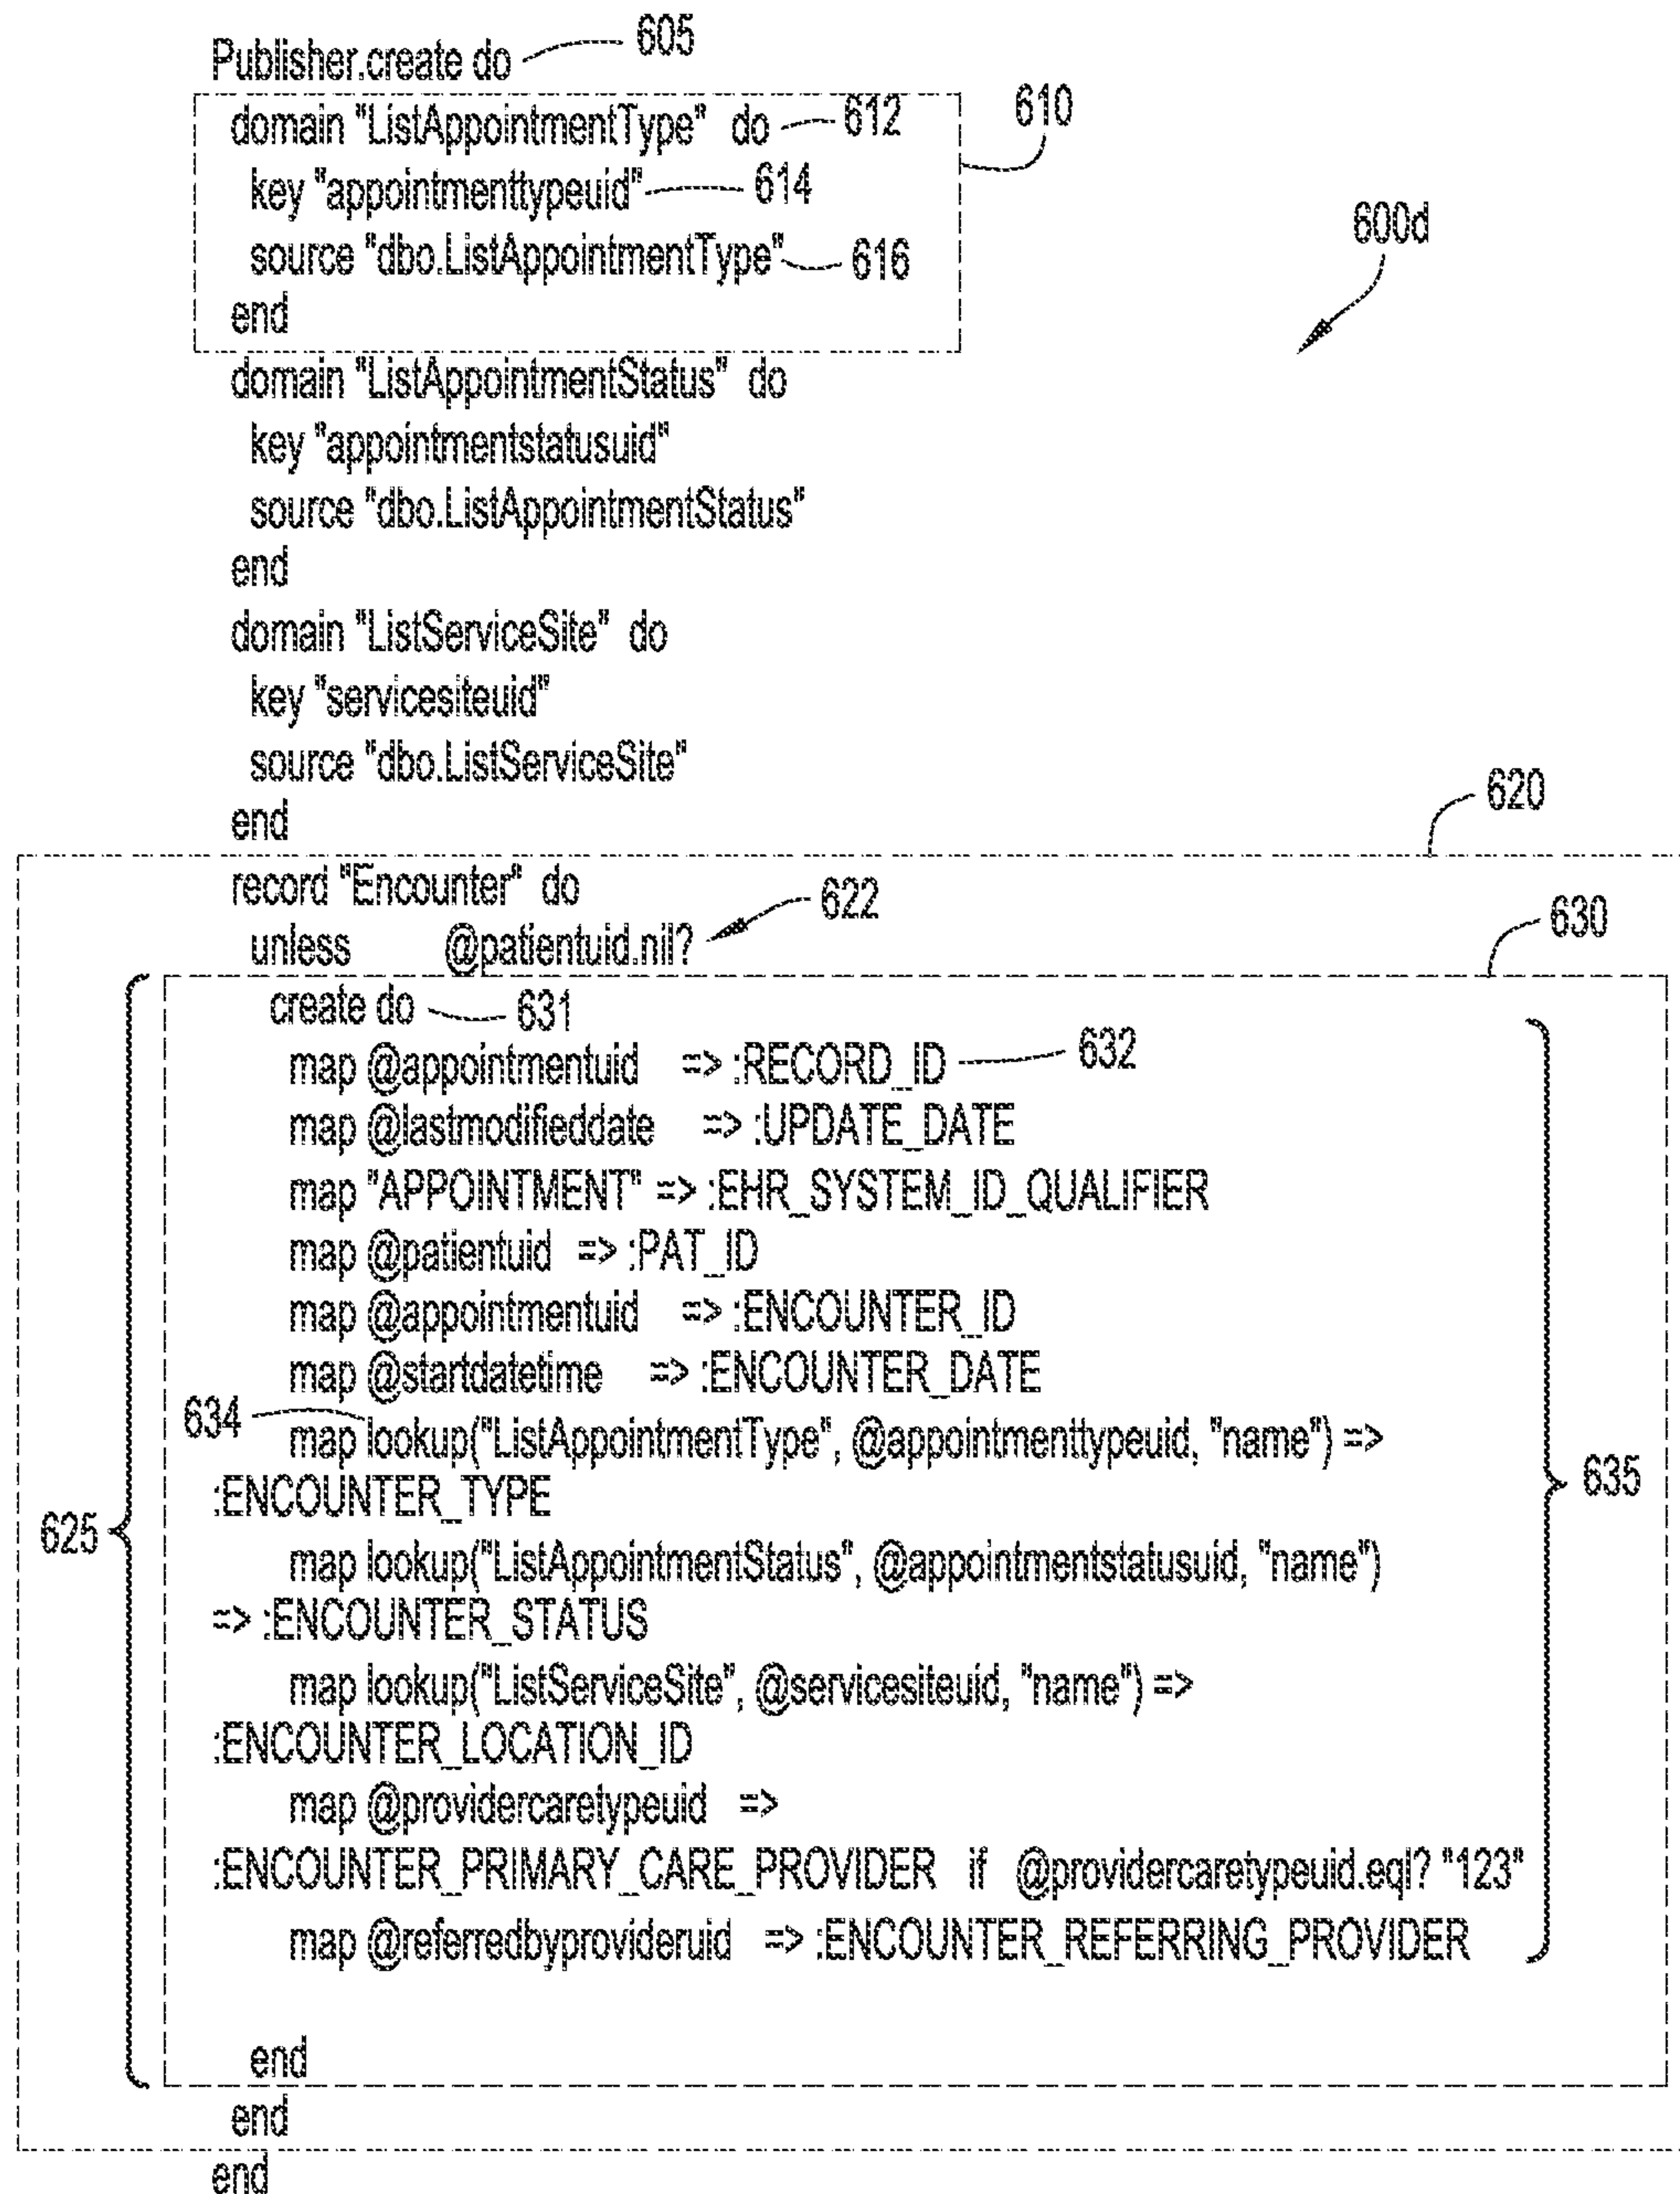 Publisher.create do 605
domain "ListAppointmentType" do 612 610
key "appointmenttypeuid" 614
source "dbo.ListAppointmentType" 616 600d
end
domain "ListAppointmentStatus" do
key "appointmentstatusuid"
source "dbo.ListAppointmentStatus"
end
domain "ListServiceSite" do
key "servicesiteuid"
source "dbo.ListServiceSite"
end 620
record "Encounter" do
unless @patientuid.nil? 622 630
create do 631
map @appointmentuid => :RECORD_ID 632
map @lastmodifieddate => :UPDATE_DATE
map "APPOINTMENT" => :EHR_SYSTEM_ID_QUALIFIER
map @patientuid => :PAT_ID
map @appointmentuid => :ENCOUNTER_ID
map @startdatetime => :ENCOUNTER_DATE
634 map lookup("ListAppointmentType", @appointmenttypeuid, "name") =>
:ENCOUNTER_TYPE 635
625 map lookup("ListAppointmentStatus", @appointmentstatusuid, "name")
=> :ENCOUNTER_STATUS
map lookup("ListServiceSite", @servicesiteuid, "name") =>
:ENCOUNTER_LOCATION_ID
map @providercaretypeuid =>
:ENCOUNTER_PRIMARY_CARE_PROVIDER if @providercaretypeuid.eql? "123"
map @referredbyprovideruid => :ENCOUNTER_REFERRING_PROVIDER
end
end
end